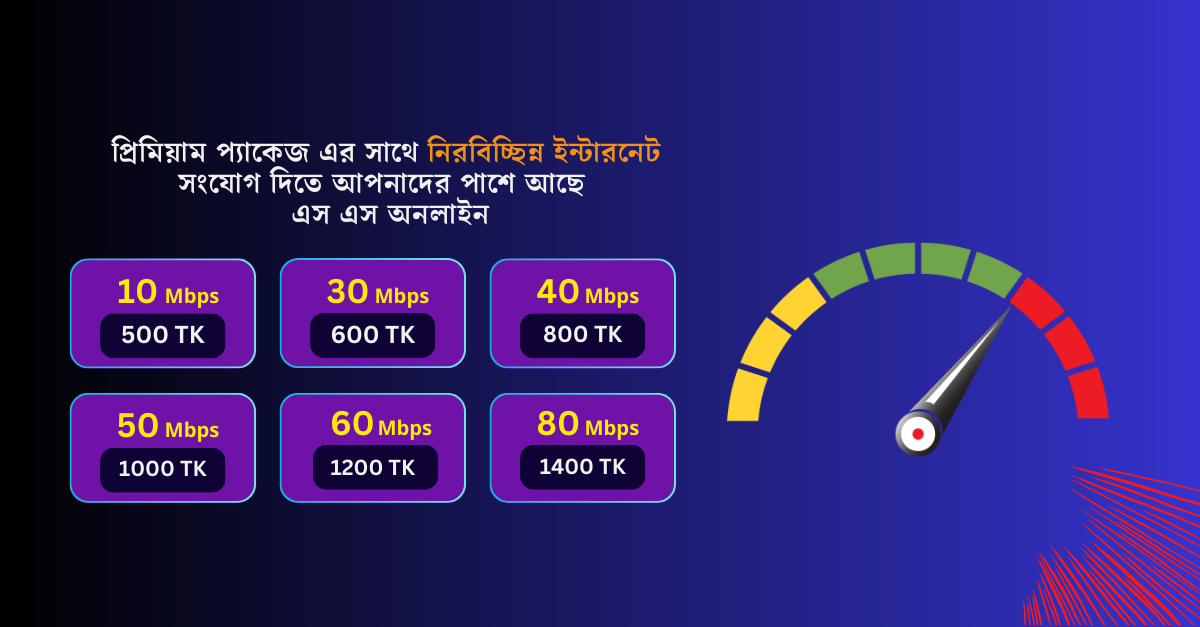 প্রিমিয়াম প্যাকেজ এর সাথে নিরবিচ্ছিন্ন ইন্টারনেট
সংযোগ দিতে আপনাদের পাশে আছে
এস এস অনলাইন
10 Mbps
500 TK
30 Mbps
600 TK
40 Mbps
800 TK
50 Mbps
1000 TK
60 Mbps
1200 TK
80 Mbps
1400 TK